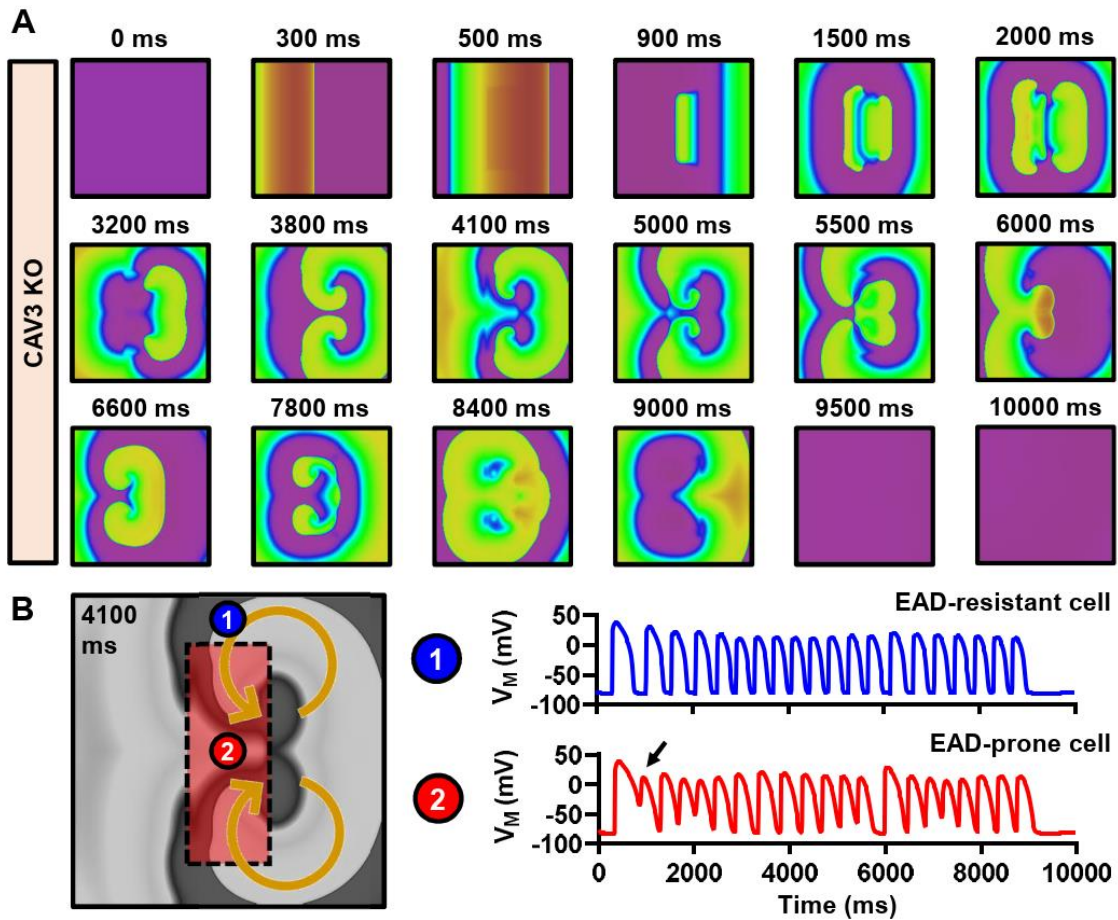 A
0 ms 300 ms 500 ms 900 ms 1500 ms 2000 ms
CAV3 KO
3200 ms 3800 ms 4100 ms 5000 ms 5500 ms 6000 ms
6600 ms 7800 ms 8400 ms 9000 ms 9500 ms 10000 ms
B
4100
ms
1
2
1
EAD-resistant cell
VM (mV)
50
0
-50
-100
2
EAD-prone cell
VM (mV)
50
0
-50
-100
0 2000 4000 6000 8000 10000
Time (ms)